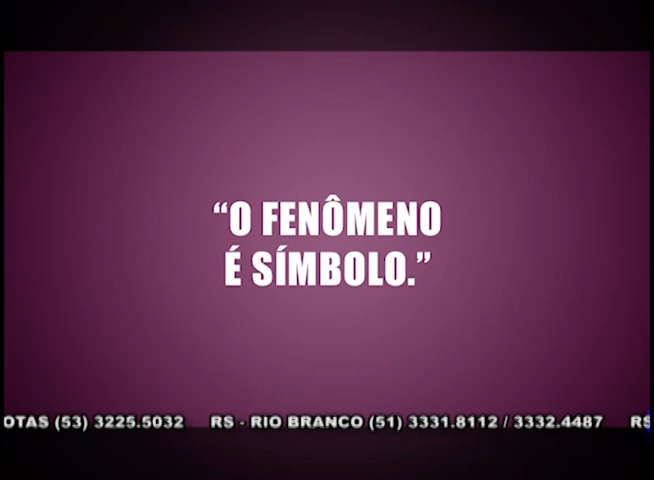 “O FENÔMENO
É SÍMBOLO.”
OTAS (53) 3225.5032 RS - RIO BRANCO (51) 3331.8112 / 3332.4487 RS